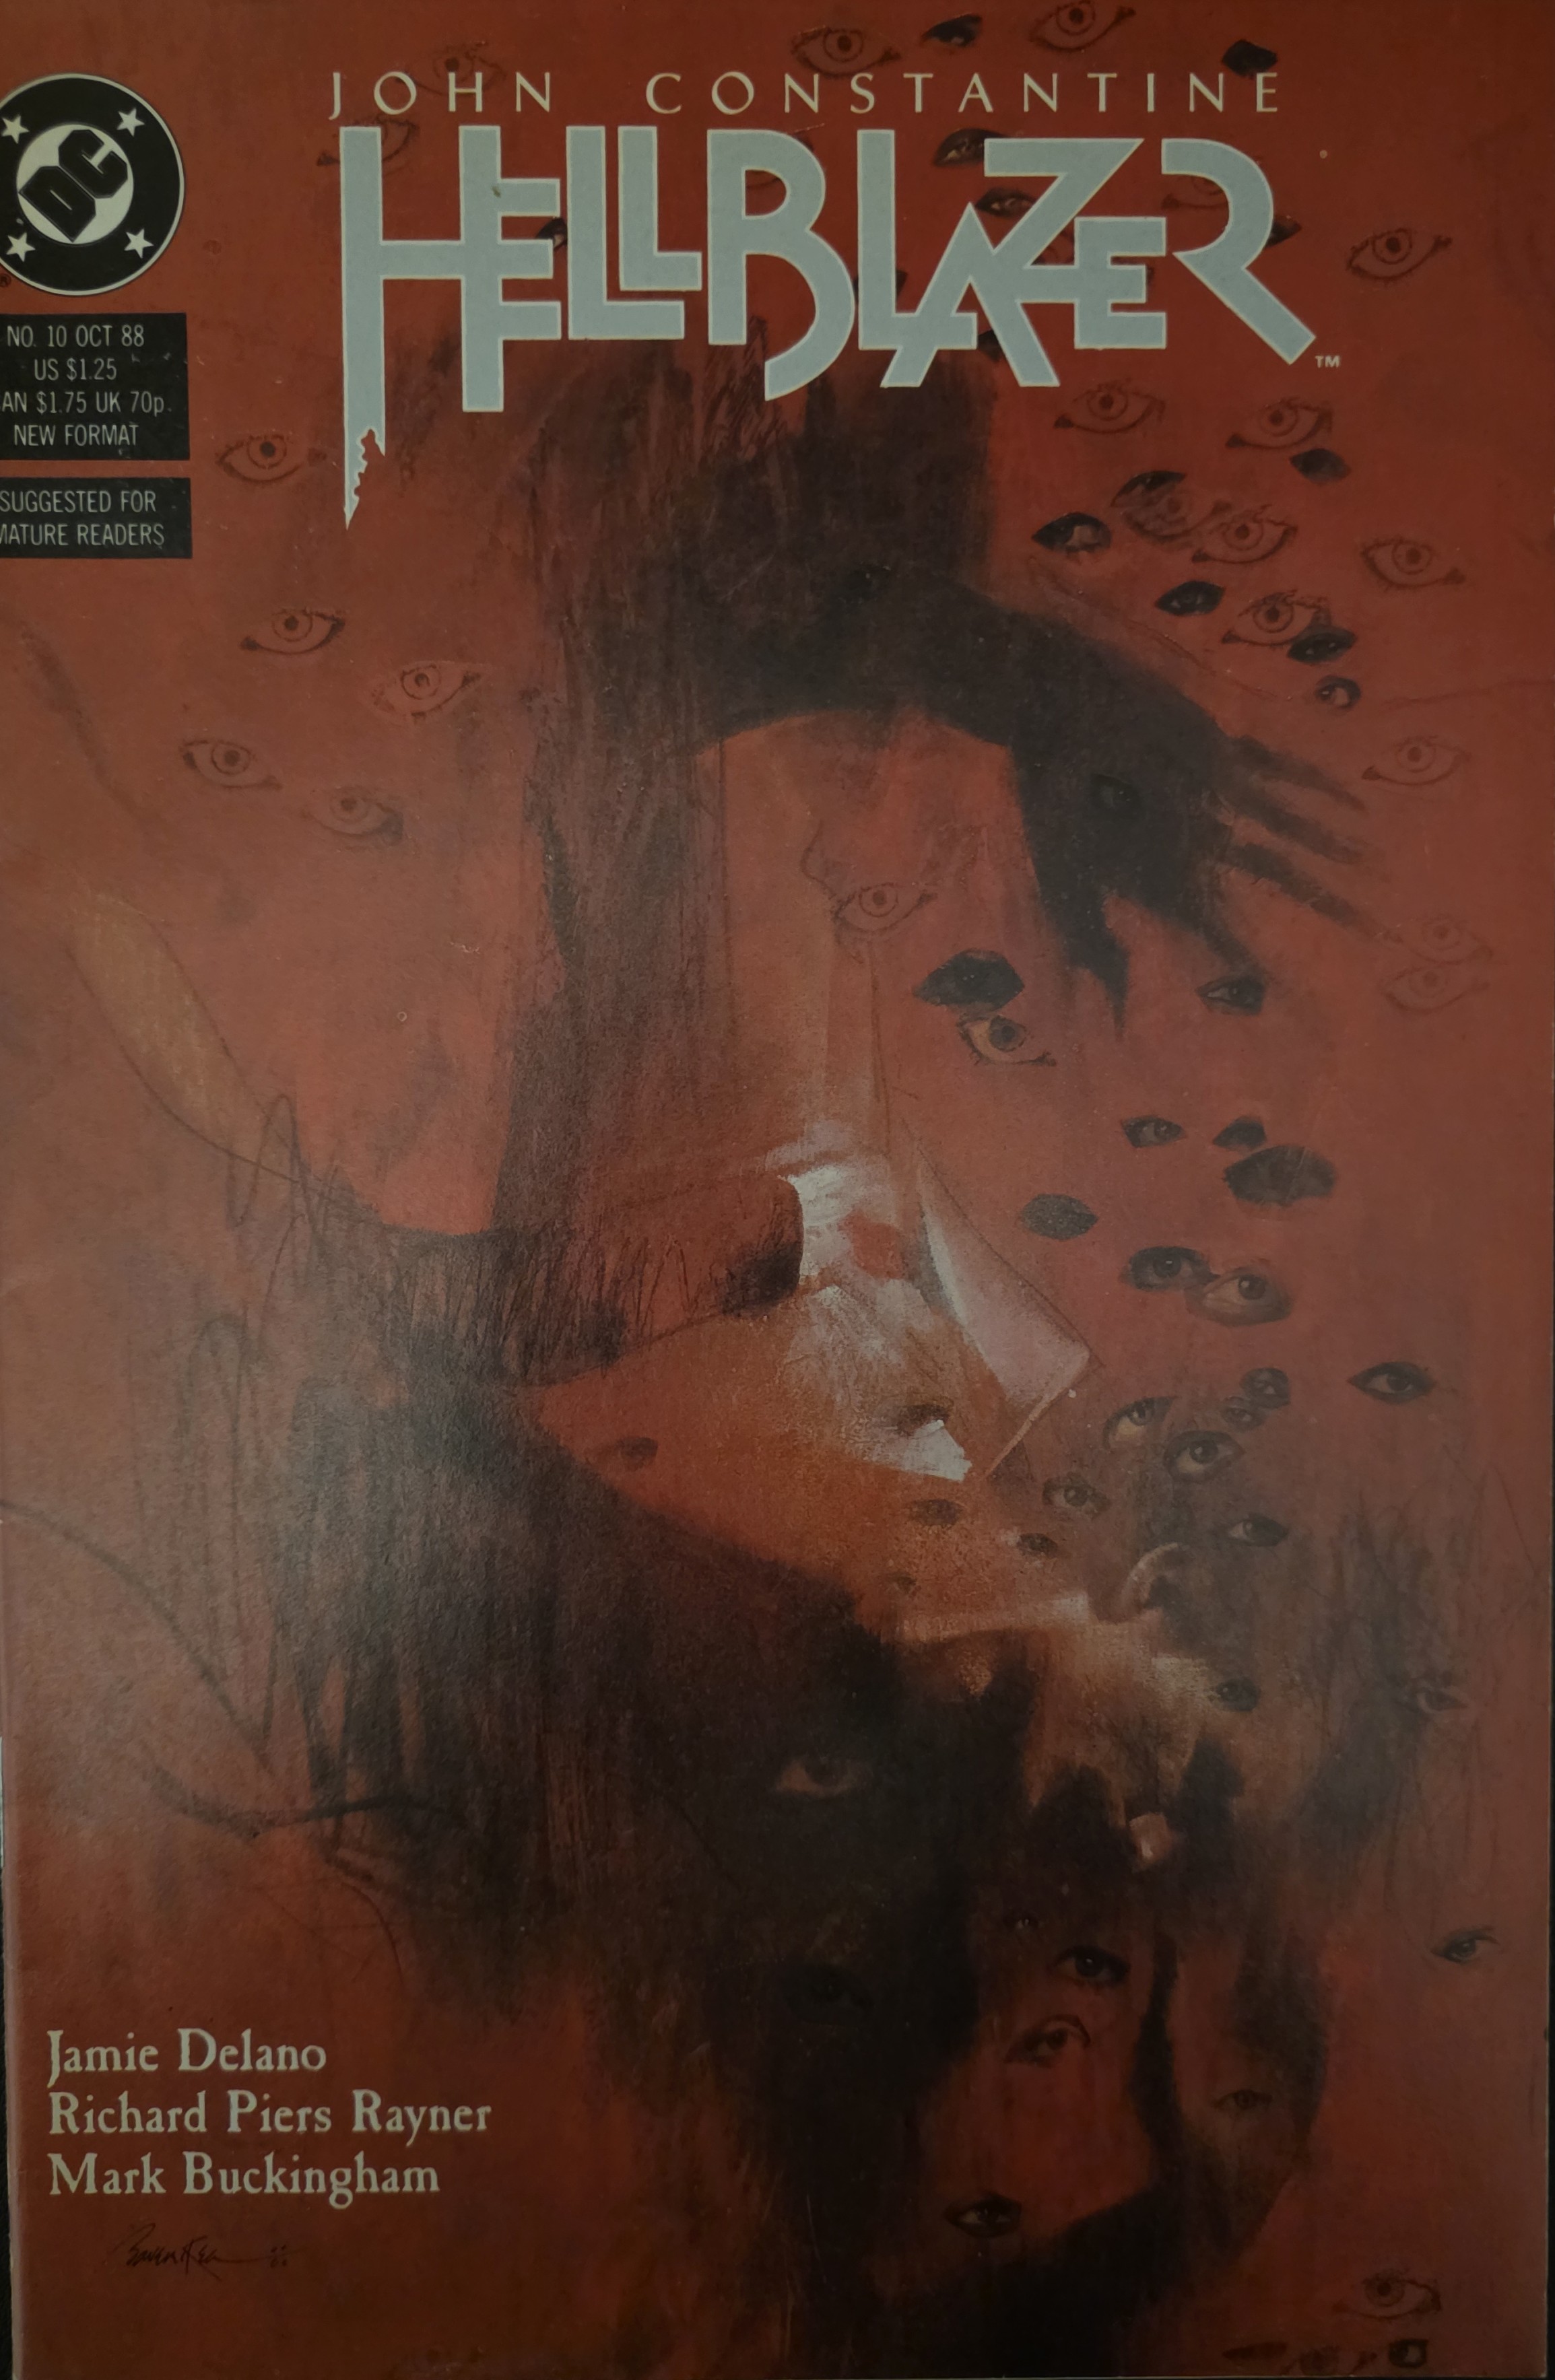 JOHN CONSTANTINE
HELLBLAZER
TM
DC
NO. 10 OCT 88
US $1.25
AN $1.75 UK 70p.
NEW FORMAT
SUGGESTED FOR
MATURE READERS
Jamie Delano
Richard Piers Rayner
Mark Buckingham